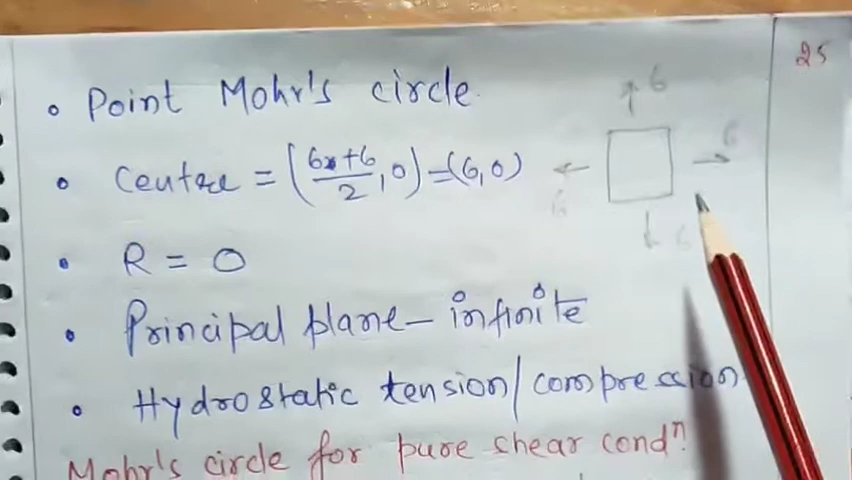 25
• Point Mohr's circle.
6
• Centre = (6x+6/2, 0) = (6,0)
6
6
6
• R = 0
• Principal plane – infinite
• Hydrostatic tension/compression
Mohr's circle for pure shear condⁿ